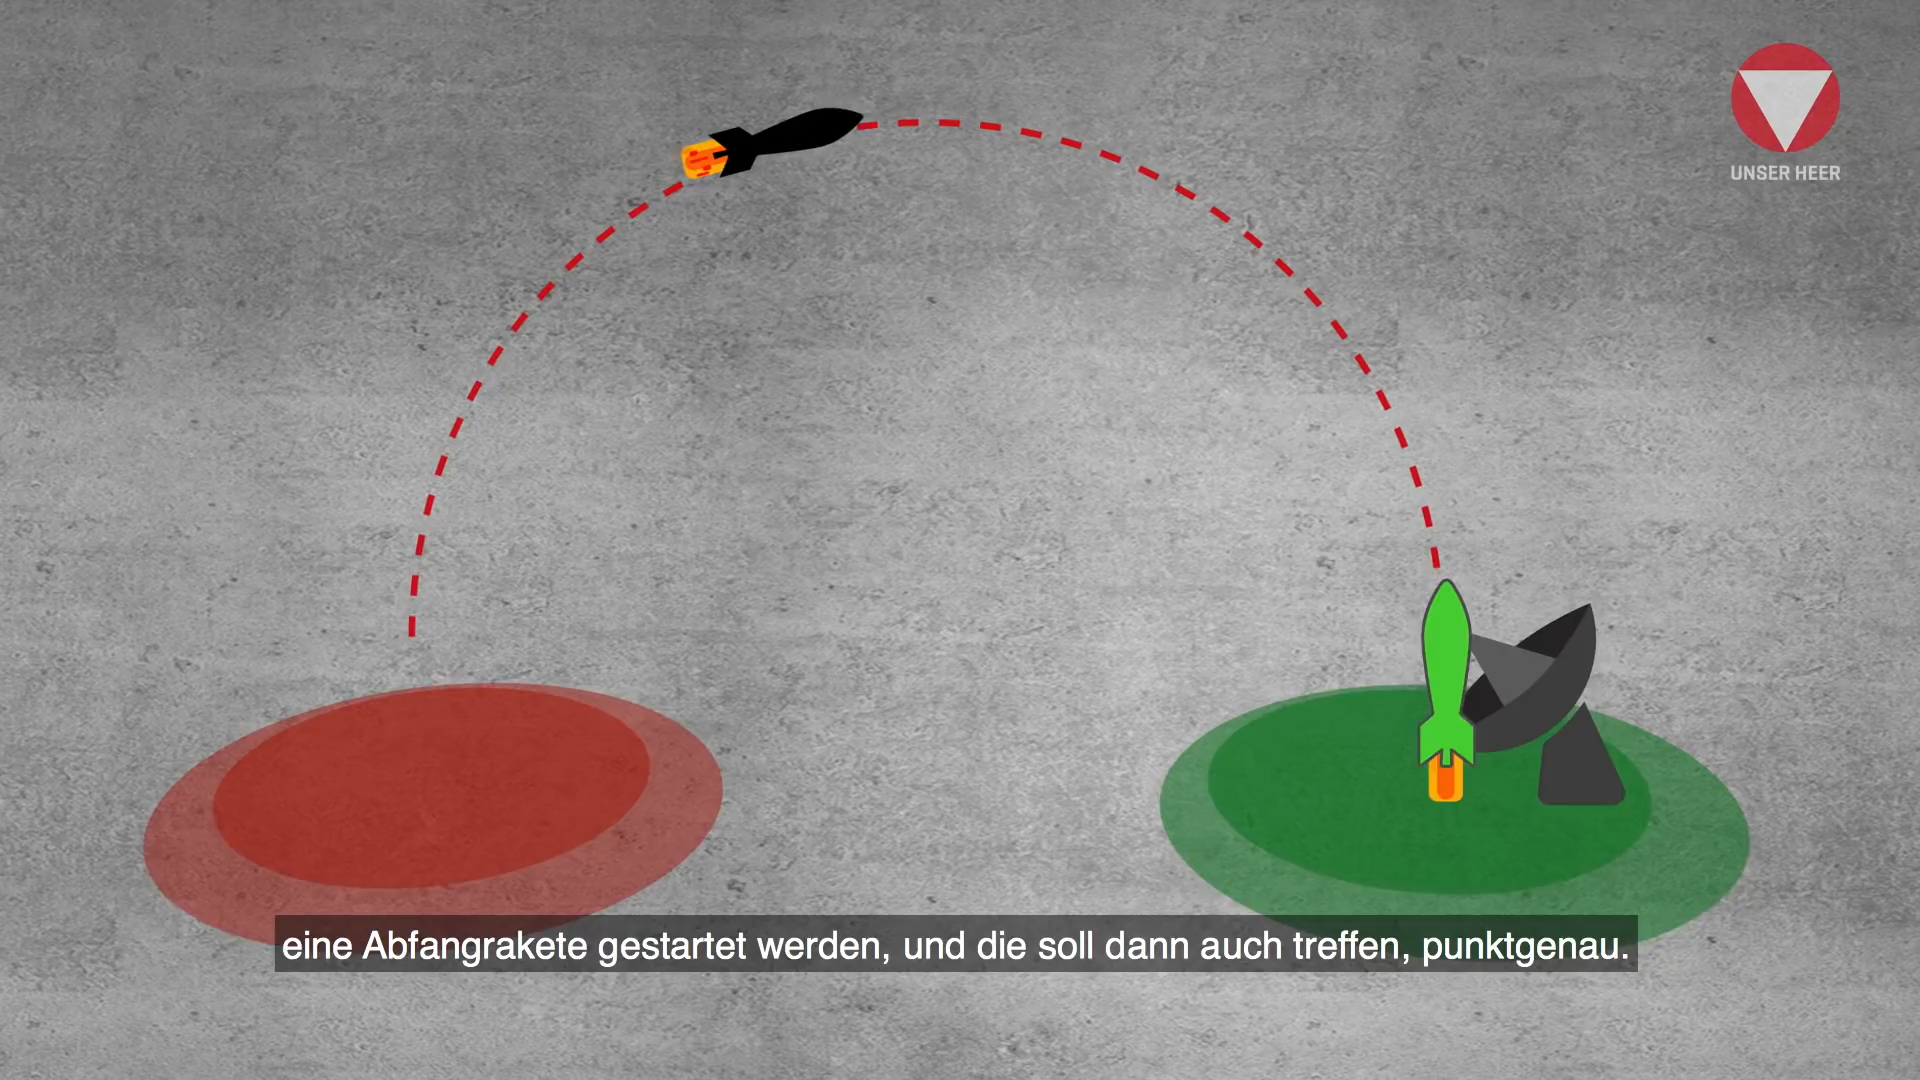 UNSER HEER
eine Abfangrakete gestartet werden, und die soll dann auch treffen, punktgenau.